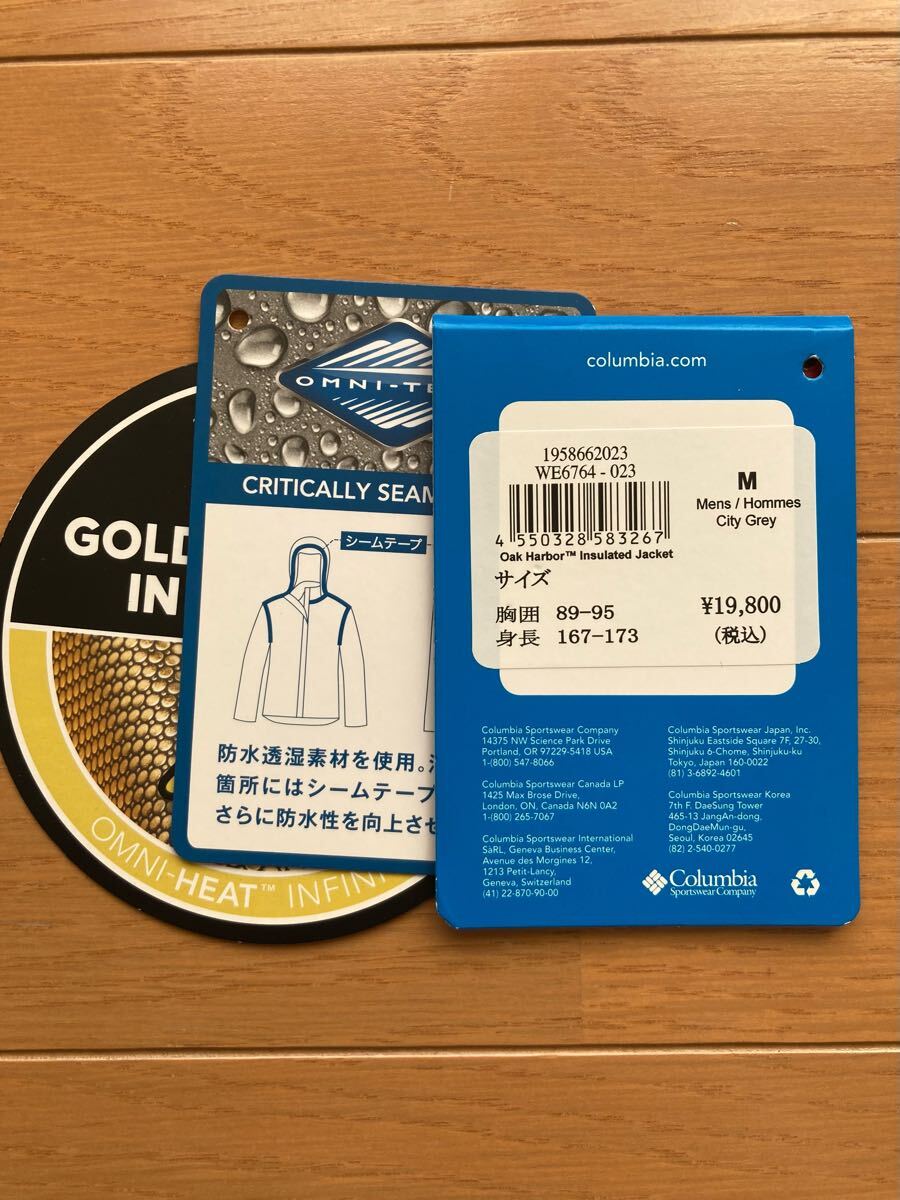 GOLD
IN
OMNI-HEAT™ INFINI
OMNI-TE
CRITICALLY SEAM
シームテープ
防水透湿素材を使用。
箇所にはシームテープ
さらに防水性を向上させ
columbia.com
1958662023
WE6764-023
4 550328 583267
Oak Harbor™ Insulated Jacket
M
Mens / Hommes
City Grey
サイズ
胸囲 89-95
身長 167-173
¥19,800
(税込)
Columbia Sportswear Company
14375 NW Science Park Drive
Portland, OR 97229-5418 USA
1-(800) 547-8066
Columbia Sportswear Canada LP
1425 Max Brose Drive,
London, ON, Canada N6N 0A2
1-(800) 265-7067
Columbia Sportswear International
SàRL, Geneva Business Center,
Avenue des Morgines 12,
1213 Petit-Lancy,
Geneva, Switzerland
(41) 22-870-90-00
Columbia Sportswear Japan, Inc.
Shinjuku Eastside Square 7F, 27-30,
Shinjuku 6-Chome, Shinjuku-ku
Tokyo, Japan 160-0022
(81) 3-6892-4601
Columbia Sportswear Korea
7th F. DaeSung Tower
465-13 JangAn-dong,
DongDaeMun-gu,
Seoul, Korea 02645
(82) 2-540-0277
Columbia
Sportswear Company